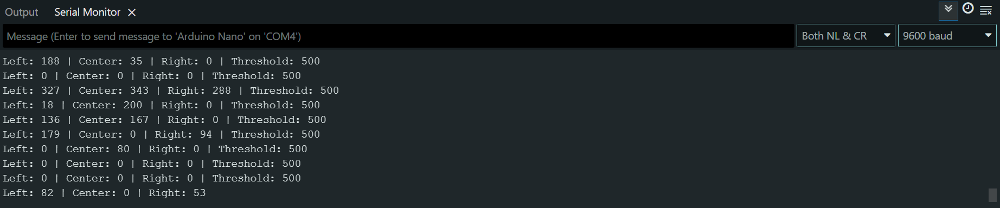 Output Serial Monitor
Message (Enter to send message to 'Arduino Nano' on 'COM4') Both NL & CR 9600 baud
Left: 188 | Center: 35 | Right: 0 | Threshold: 500
Left: 0 | Center: 0 | Right: 0 | Threshold: 500
Left: 327 | Center: 343 | Right: 288 | Threshold: 500
Left: 18 | Center: 200 | Right: 0 | Threshold: 500
Left: 136 | Center: 167 | Right: 0 | Threshold: 500
Left: 179 | Center: 0 | Right: 94 | Threshold: 500
Left: 0 | Center: 80 | Right: 0 | Threshold: 500
Left: 0 | Center: 0 | Right: 0 | Threshold: 500
Left: 0 | Center: 0 | Right: 0 | Threshold: 500
Left: 82 | Center: 0 | Right: 53